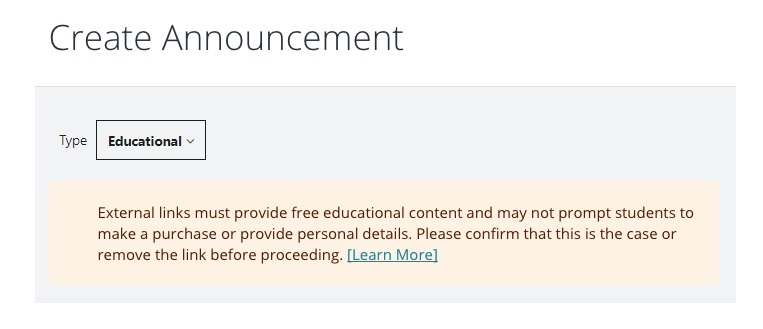 Create Announcement
Type Educational
External links must provide free educational content and may not prompt students to
make a purchase or provide personal details. Please confirm that this is the case or
remove the link before proceeding. [Learn More]